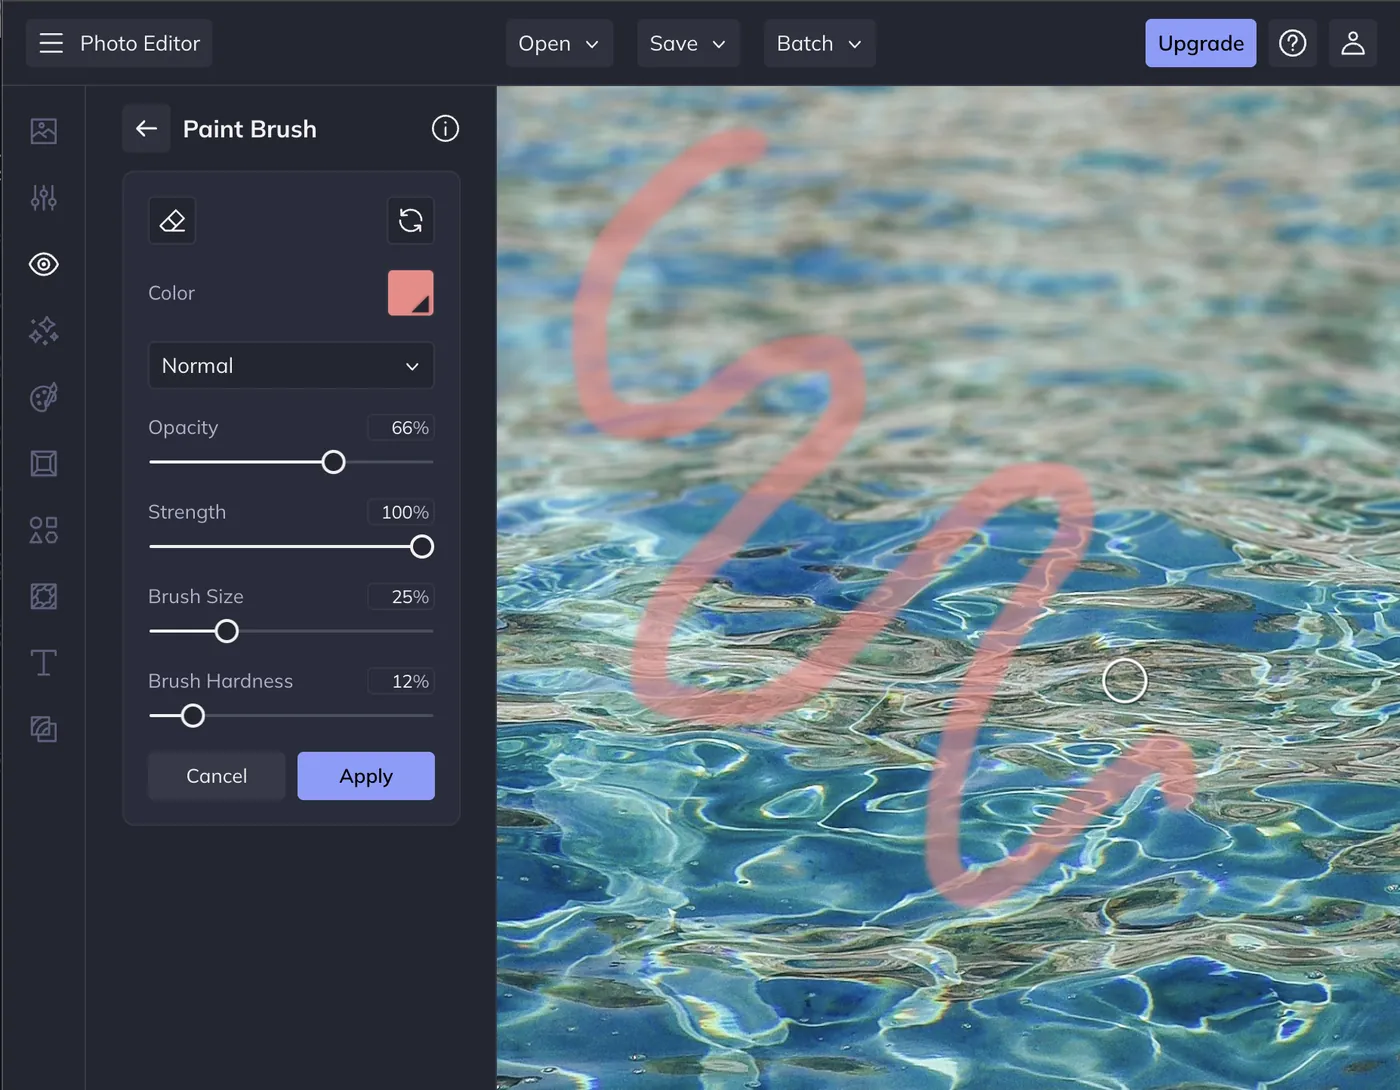 Photo Editor
Open
Save
Batch
Upgrade
Paint Brush
Color
Normal
Opacity 66%
Strength 100%
Brush Size 25%
Brush Hardness 12%
Cancel
Apply